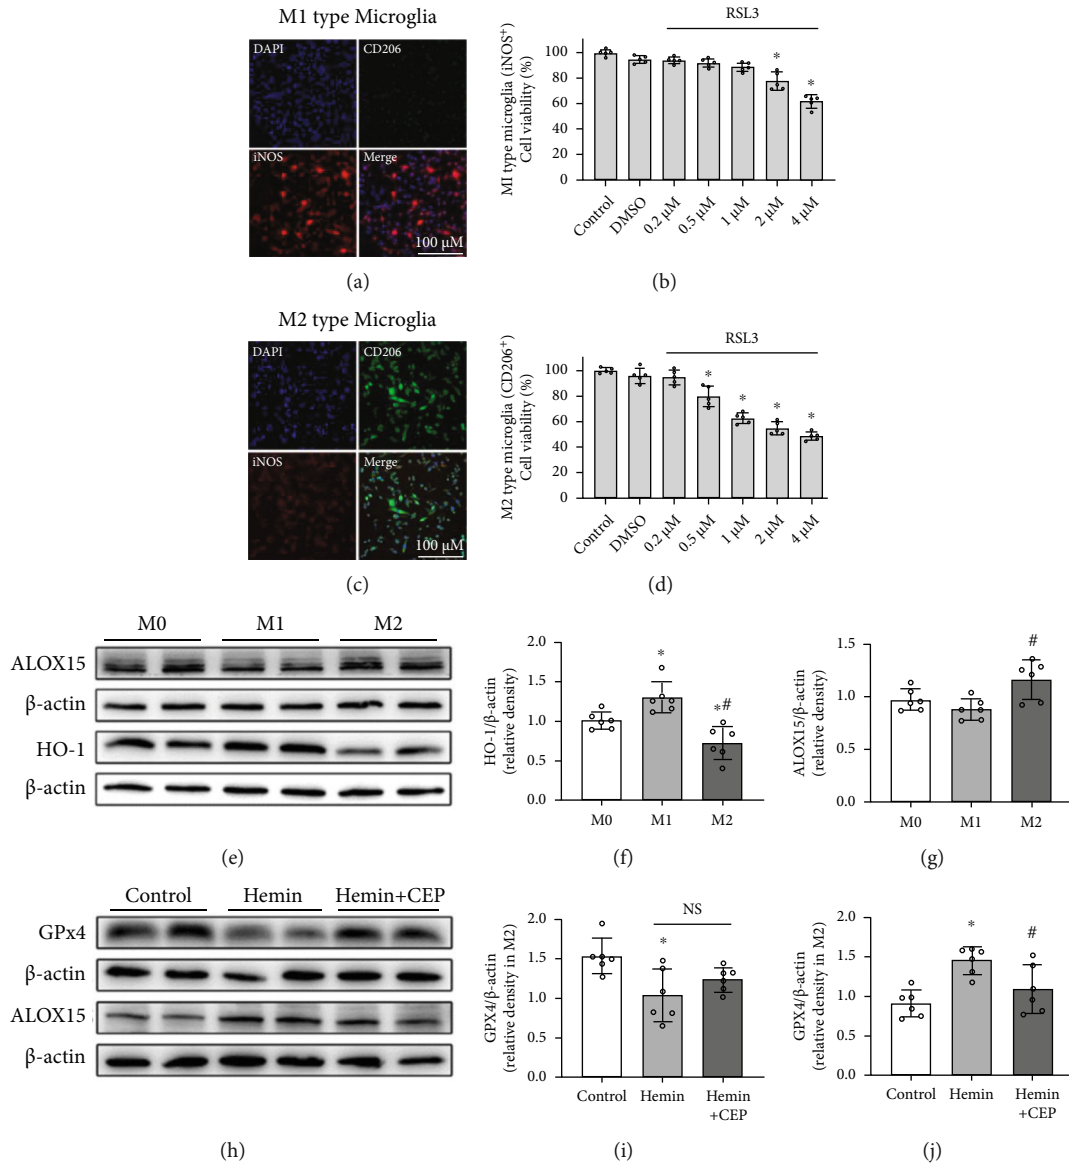 M1 type Microglia
DAPI
CD206
iNOS
Merge
100 µM
(a)
RSL3
MI type microglia (iNOS+)
Cell viability (%)
100
80
60
40
20
0
*
*
Control
DMSO
0.2 µM
0.5 µM
1 µM
2 µM
4 µM
(b)
M2 type Microglia
DAPI
CD206
iNOS
Merge
100 µM
(c)
RSL3
M2 type microglia (CD206+)
Cell viability (%)
100
80
60
40
20
0
*
*
*
*
Control
DMSO
0.2 µM
0.5 µM
1 µM
2 µM
4 µM
(d)
M0 M1 M2
ALOX15
β-actin
HO-1
β-actin
(e)
HO-1/β-actin
(relative density)
2.0
1.5
1.0
0.5
0.0
*
*#
M0 M1 M2
(f)
ALOX15/β-actin
(relative density)
1.5
1.0
0.5
0.0
#
M0 M1 M2
(g)
Control Hemin Hemin+CEP
GPx4
β-actin
ALOX15
β-actin
(h)
GPX4/β-actin
(relative density in M2)
2.0
1.5
1.0
0.5
0.0
NS
*
Control Hemin Hemin
+CEP
(i)
GPX4/β-actin
(relative density in M2)
2.0
1.5
1.0
0.5
0.0
*
#
Control Hemin Hemin
+CEP
(j)